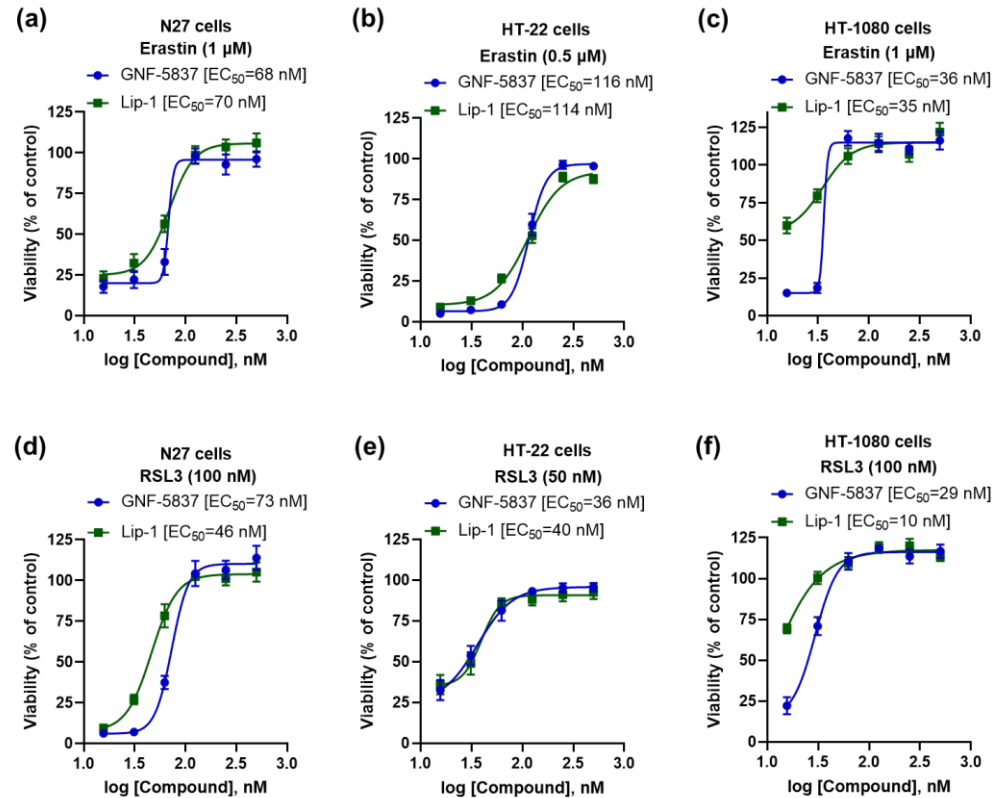 (a)
N27 cells
Erastin (1 µM)
GNF-5837 [EC50=68 nM]
Lip-1 [EC50=70 nM]
Viability (% of control)
125
100
75
50
25
0
1.0 1.5 2.0 2.5 3.0
log [Compound], nM
(b)
HT-22 cells
Erastin (0.5 µM)
GNF-5837 [EC50=116 nM]
Lip-1 [EC50=114 nM]
Viability (% of control)
125
100
75
50
25
0
1.0 1.5 2.0 2.5 3.0
log [Compound], nM
(c)
HT-1080 cells
Erastin (1 µM)
GNF-5837 [EC50=36 nM]
Lip-1 [EC50=35 nM]
Viability (% of control)
125
100
75
50
25
0
1.0 1.5 2.0 2.5 3.0
log [Compound], nM
(d)
N27 cells
RSL3 (100 nM)
GNF-5837 [EC50=73 nM]
Lip-1 [EC50=46 nM]
Viability (% of control)
125
100
75
50
25
0
1.0 1.5 2.0 2.5 3.0
log [Compound], nM
(e)
HT-22 cells
RSL3 (50 nM)
GNF-5837 [EC50=36 nM]
Lip-1 [EC50=40 nM]
Viability (% of control)
125
100
75
50
25
0
1.0 1.5 2.0 2.5 3.0
log [Compound], nM
(f)
HT-1080 cells
RSL3 (100 nM)
GNF-5837 [EC50=29 nM]
Lip-1 [EC50=10 nM]
Viability (% of control)
125
100
75
50
25
0
1.0 1.5 2.0 2.5 3.0
log [Compound], nM